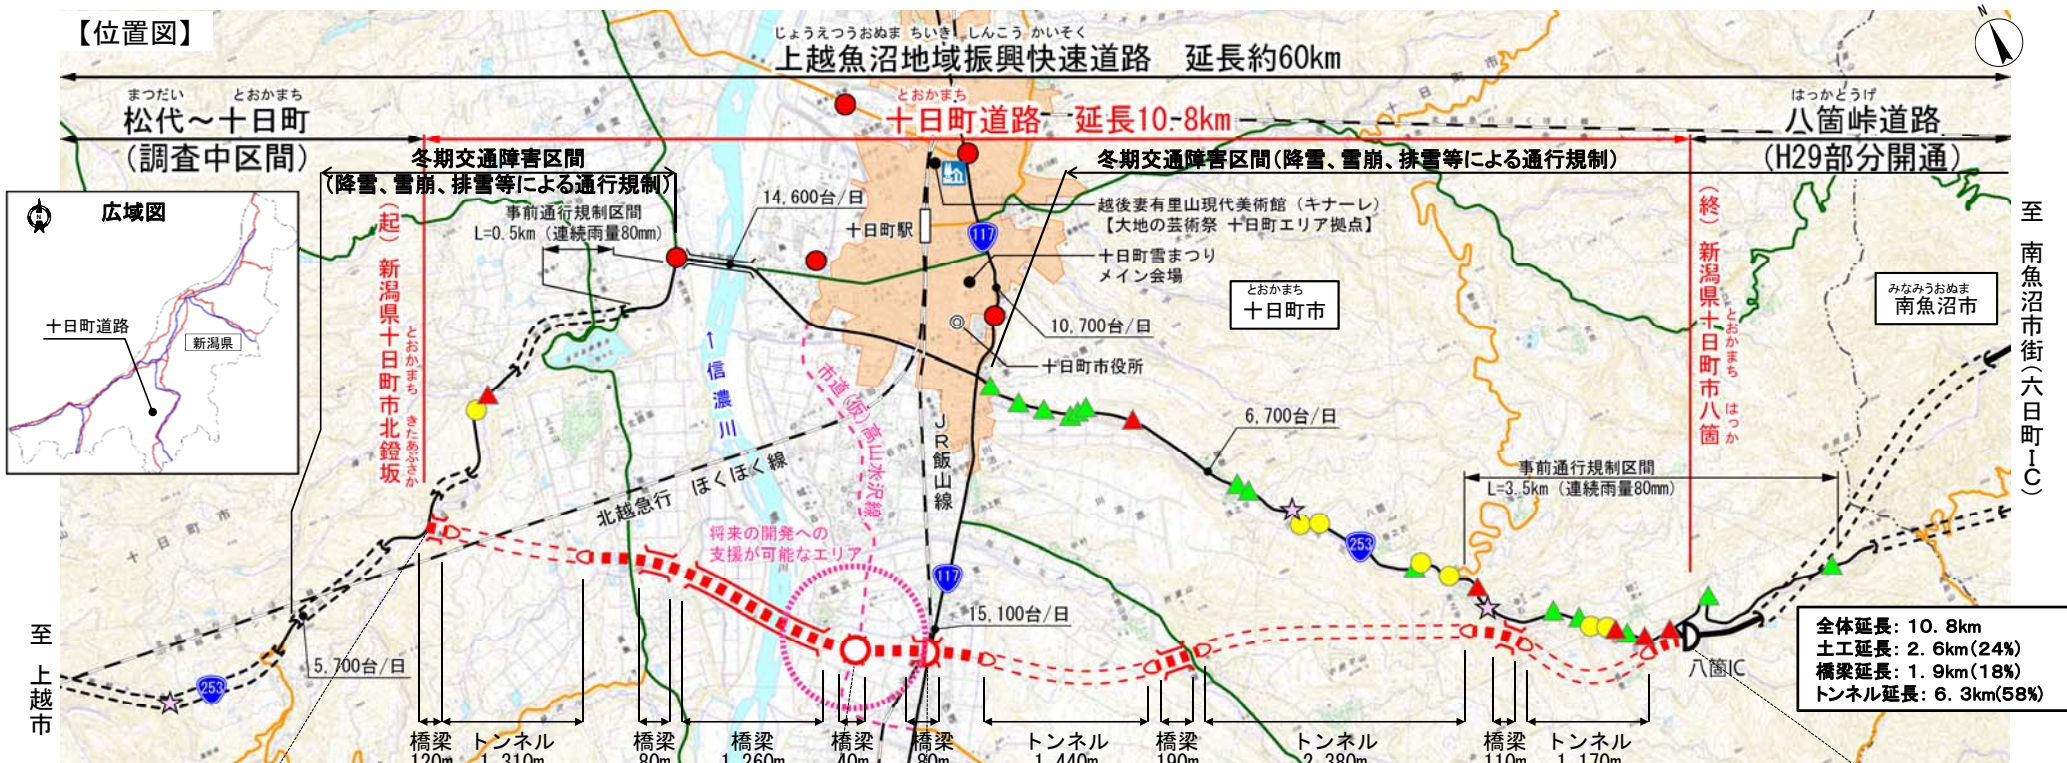 【位置図】
じょうえつうおぬま ちいき しんこう かいそく
上越魚沼地域振興快速道路 延長約60km
まつだい とおかまち
松代～十日町
(調査中区間)
とおかまち
十日町道路 延長10.8km
はっかとうげ
八箇峠道路
(H29部分開通)
冬期交通障害区間
(降雪、雪崩、排雪等による通行規制)
冬期交通障害区間(降雪、雪崩、排雪等による通行規制)
広域図
十日町道路
新潟県
事前通行規制区間
L=0.5km (連続雨量80mm)
14,600台/日
十日町駅
117
越後妻有里山現代美術館 (キナーレ)
【大地の芸術祭 十日町エリア拠点】
十日町雪まつり
メイン会場
10,700台/日
十日町市役所
とおかまち
十日町市
みなみうおぬま
南魚沼市
至 南魚沼市街(六日町IC)
(起) 新潟県十日町市北鐙坂
とおかまち きたあぶさか
(終) 新潟県十日町市八箇
とおかまち はっか
←信濃川
市道(仮)高山水沢線
JR飯山線
北越急行 ほくほく線
6,700台/日
事前通行規制区間
L=3.5km (連続雨量80mm)
253
将来の開発への
支援が可能なエリア
117
15,100台/日
5,700台/日
253
至 上越市
八箇IC
全体延長: 10.8km
土工延長: 2.6km(24%)
橋梁延長: 1.9km(18%)
トンネル延長: 6.3km(58%)
橋梁 トンネル 橋梁 橋梁 橋梁 橋梁 トンネル 橋梁 トンネル 橋梁 トンネル
120m 1,310m 80m 1,260m 40m 80m 1,440m 190m 2,380m 110m 1,170m